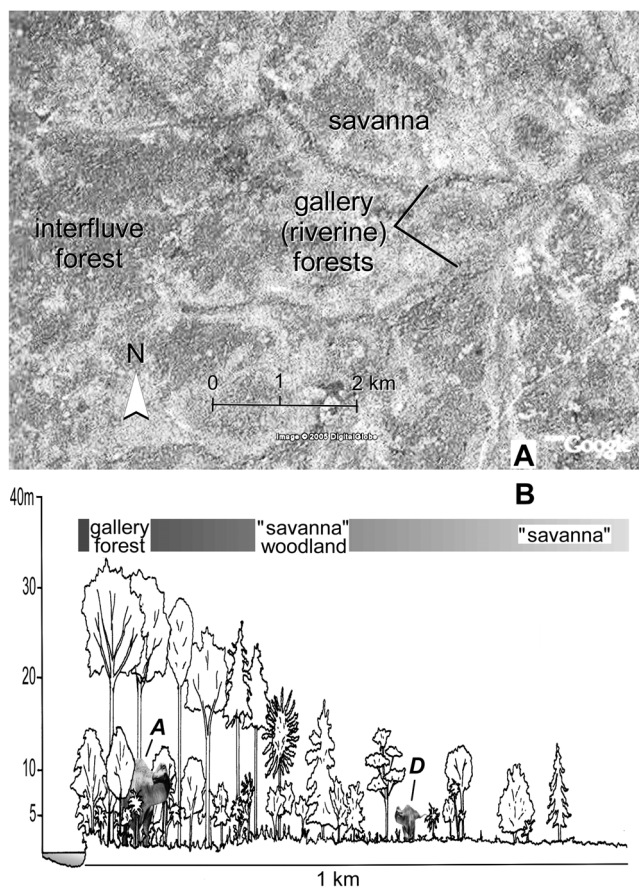 savanna
gallery
(riverine)
forests
interfluve
forest
N
0 1 2 km
Image © 2005 DigitalGlobe
Google
A
B
40m
gallery
forest
"savanna"
woodland
"savanna"
30
20
10
5
A
D
1 km